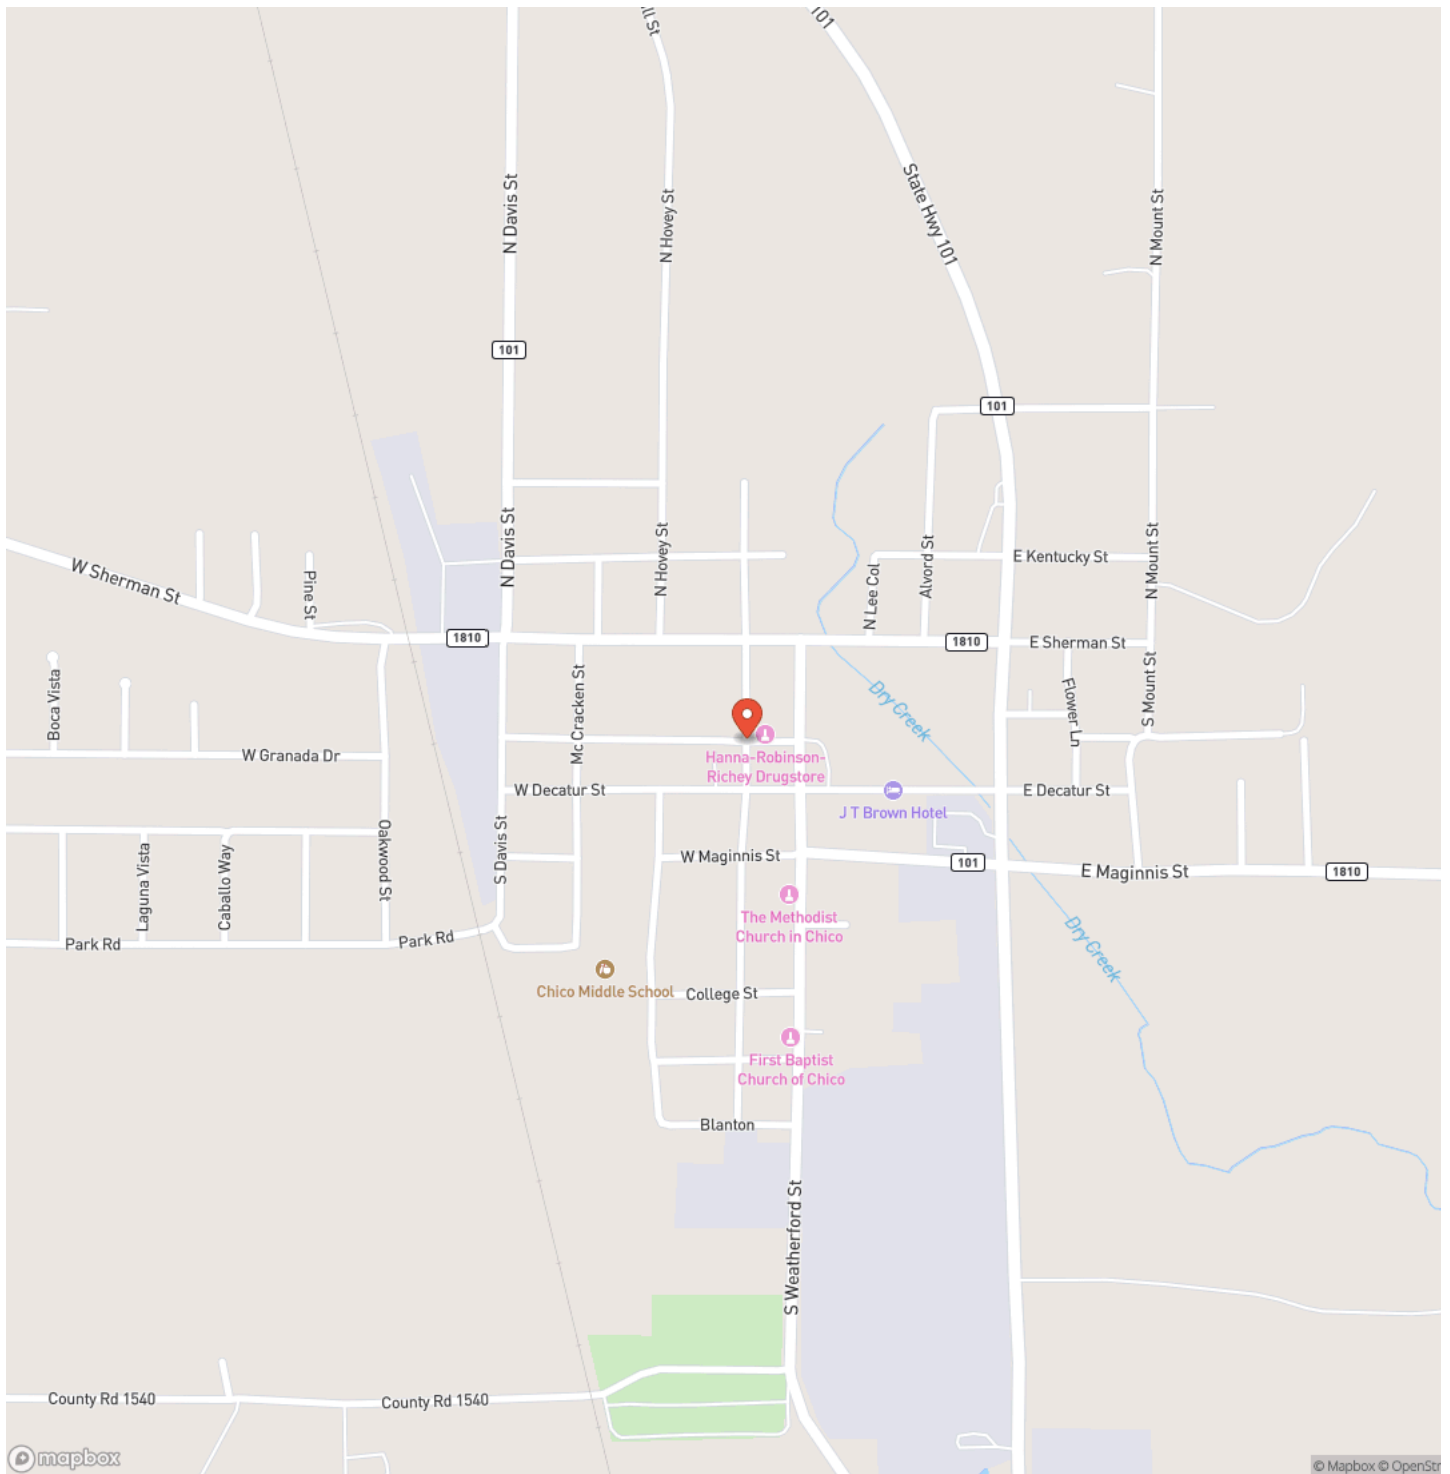 ll St
101
N Davis St
N Hovey St
State Hwy 101
N Mount St
101
101
N Davis St
N Hovey St
Alvord St
N Lee Col
E Kentucky St
N Mount St
W Sherman St
Pine St
1810
1810
E Sherman St
Boca Vista
Mc Cracken St
Dry Creek
Flower Ln
S Mount St
W Granada Dr
Hanna-Robinson-
Richey Drugstore
W Decatur St
E Decatur St
J T Brown Hotel
Laguna Vista
Caballo Way
Oakwood St
S Davis St
W Maginnis St
101
E Maginnis St
1810
The Methodist
Church in Chico
Park Rd
Park Rd
Dry Creek
Chico Middle School
College St
First Baptist
Church of Chico
Blanton
S Weatherford St
County Rd 1540
County Rd 1540
mapbox
© Mapbox © OpenStr